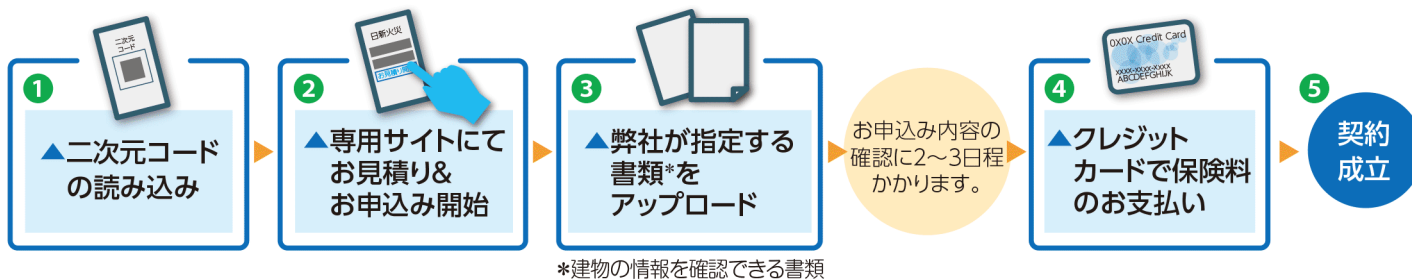 1
二次元
コード
▲二次元コード
の読み込み
2
日新火災
お見積り
▲専用サイトにて
お見積り&
お申込み開始
3
▲弊社が指定する
書類*を
アップロード
*建物の情報を確認できる書類
お申込み内容の
確認に2〜3日程
かかります。
4
0X0X Credit Card
XXXX-XXXX-XXXX
ABCDEFGHIJK
▲クレジット
カードで保険料
のお支払い
5
契約
成立